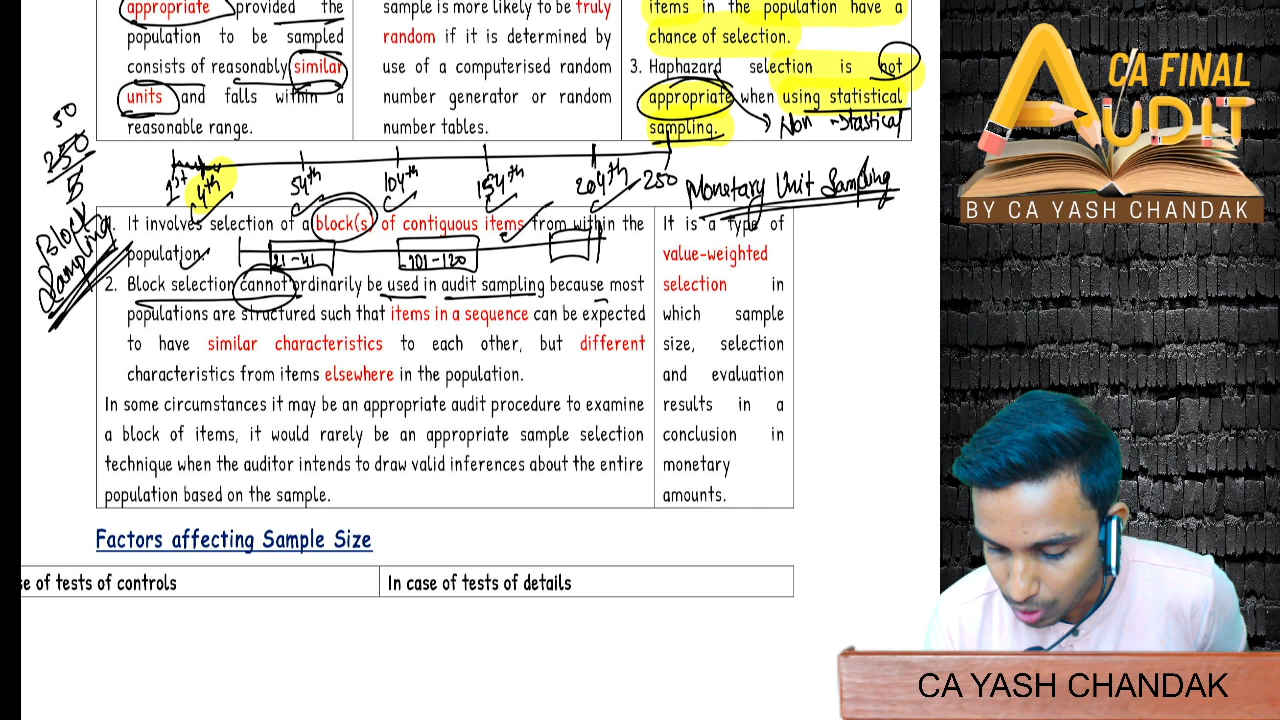 appropriate provided the
population to be sampled
consists of reasonably similar
units and falls within a
reasonable range.
sample is more likely to be truly
random if it is determined by
use of a computerised random
number generator or random
number tables.
items in the population have a
chance of selection.
3. Haphazard selection is not
appropriate when using statistical
sampling.
Non - Stastical
50
250
5
1st
4th
54th
104th
154th
204th
250
Monetary Unit Sampling
Block
Sampling
1. It involves selection of a block(s) of contiguous items from within the
population.
21-41
101-120
2. Block selection cannot ordinarily be used in audit sampling because most
populations are structured such that items in a sequence can be expected
to have similar characteristics to each other, but different
characteristics from items elsewhere in the population.
In some circumstances it may be an appropriate audit procedure to examine
a block of items, it would rarely be an appropriate sample selection
technique when the auditor intends to draw valid inferences about the entire
population based on the sample.
It is a type of
value-weighted
selection in
which sample
size, selection
and evaluation
results in a
conclusion in
monetary
amounts.
Factors affecting Sample Size
se of tests of controls
In case of tests of details
CA FINAL
AUDIT
BY CA YASH CHANDAK
CA YASH CHANDAK